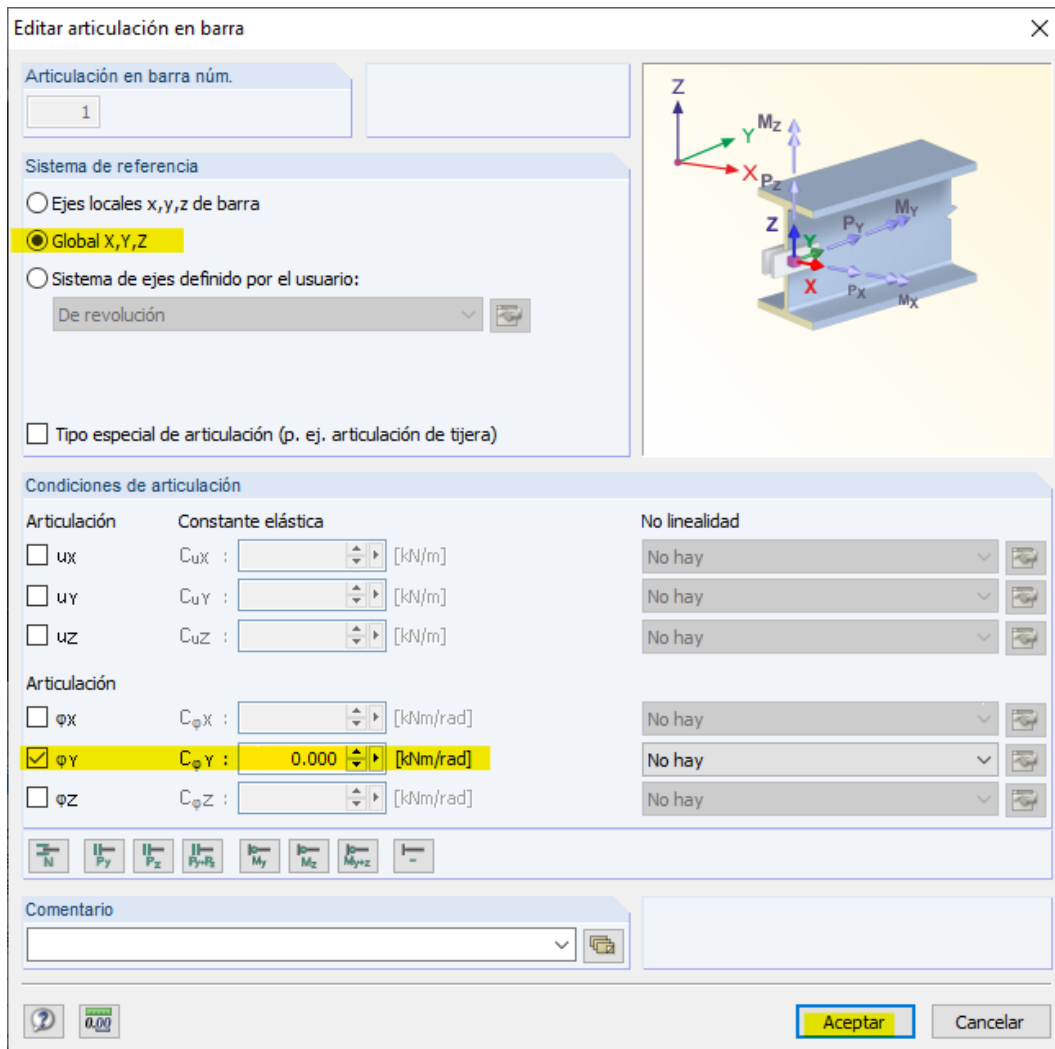 Editar articulación en barra
Articulación en barra núm.
1
Sistema de referencia
Ejes locales x,y,z de barra
Global X,Y,Z
Sistema de ejes definido por el usuario:
De revolución
Tipo especial de articulación (p. ej. articulación de tijera)
Z
Y
X
MZ
PZ
Z
Y
X
PY
MY
PX
MX
Condiciones de articulación
Articulación Constante elástica No linealidad
uX CuX : [kN/m] No hay
uY CuY : [kN/m] No hay
uZ CuZ : [kN/m] No hay
Articulación
φX CφX : [kNm/rad] No hay
φY CφY : 0.000 [kNm/rad] No hay
φZ CφZ : [kNm/rad] No hay
N Py Pz Py+Pz My Mz My+z -
Comentario
? 0.00 Aceptar Cancelar